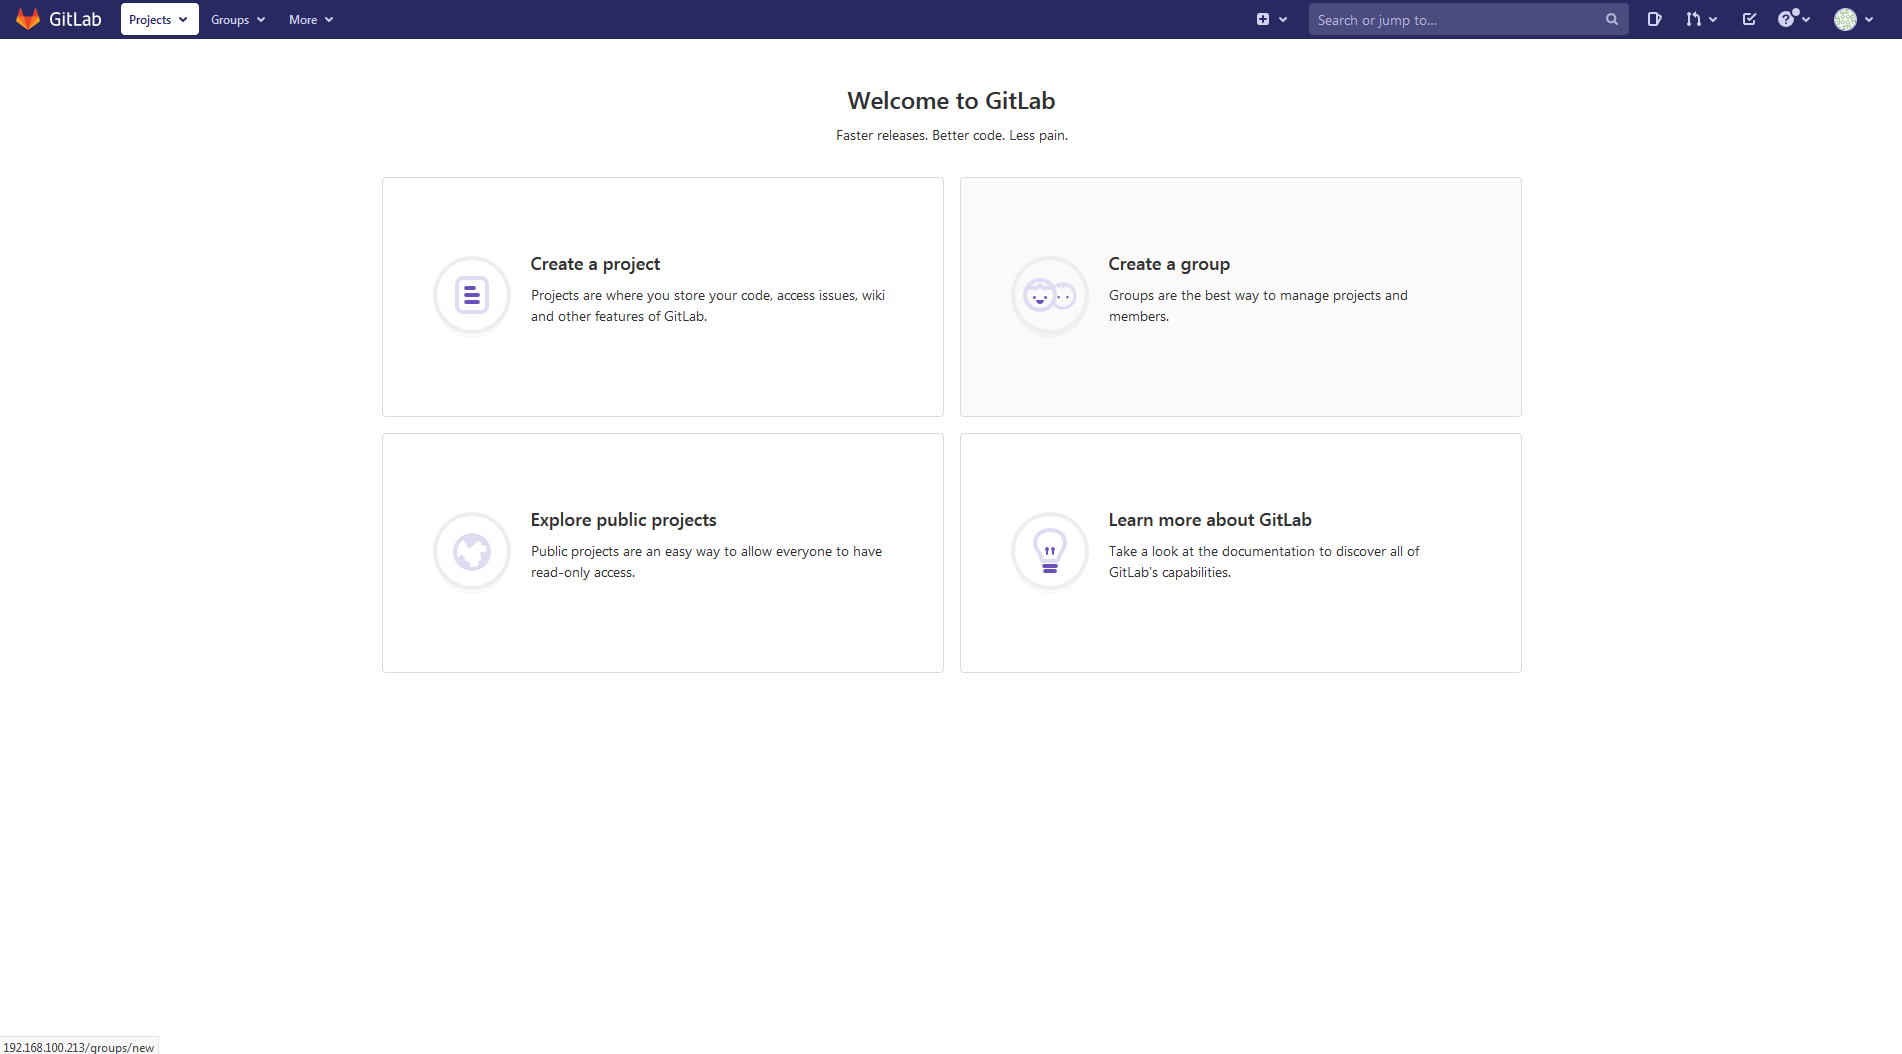 GitLab Projects Groups More Search or jump to...
Welcome to GitLab
Faster releases. Better code. Less pain.
Create a project
Projects are where you store your code, access issues, wiki
and other features of GitLab.
Create a group
Groups are the best way to manage projects and
members.
Explore public projects
Public projects are an easy way to allow everyone to have
read-only access.
Learn more about GitLab
Take a look at the documentation to discover all of
GitLab's capabilities.
192.168.100.213/groups/new